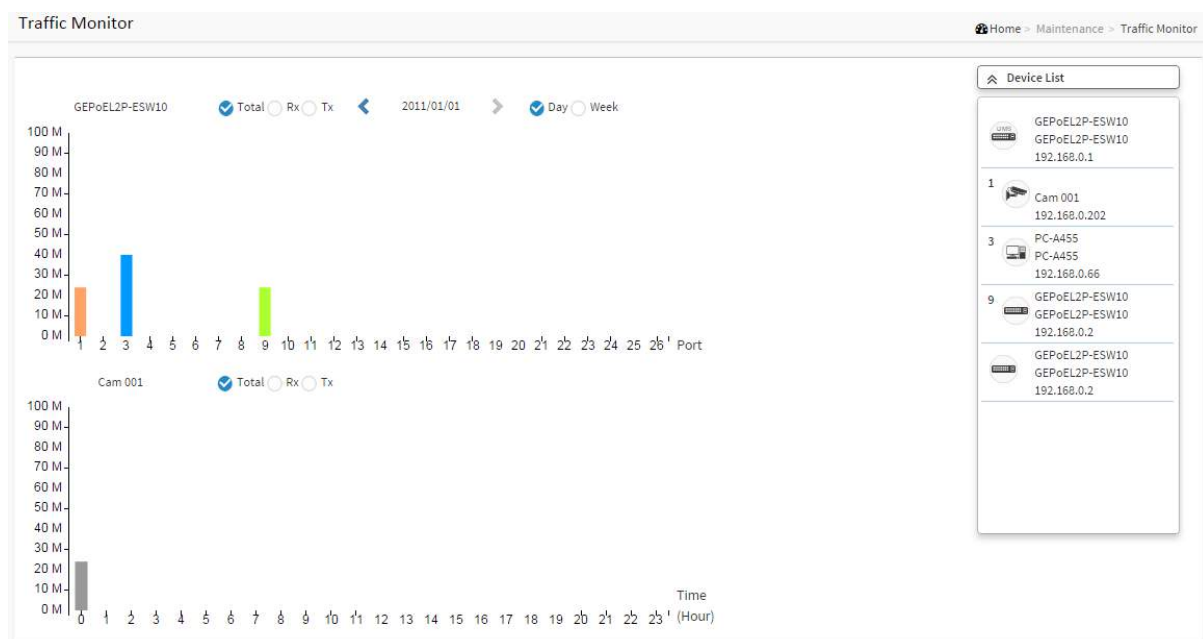 Traffic Monitor
Home > Maintenance > Traffic Monitor
GEPoEL2P-ESW10 Total Rx Tx 2011/01/01 Day Week
100 M
90 M
80 M
70 M
60 M
50 M
40 M
30 M
20 M
10 M
0 M
1 2 3 4 5 6 7 8 9 10 11 12 13 14 15 16 17 18 19 20 21 22 23 24 25 26 Port
Cam 001 Total Rx Tx
100 M
90 M
80 M
70 M
60 M
50 M
40 M
30 M
20 M
10 M
0 M
0 1 2 3 4 5 6 7 8 9 10 11 12 13 14 15 16 17 18 19 20 21 22 23
Time
(Hour)
Device List
UMS
GEPoEL2P-ESW10
GEPoEL2P-ESW10
192.168.0.1
1
Cam 001
192.168.0.202
3 PC-A455
PC-A455
192.168.0.66
9 GEPoEL2P-ESW10
GEPoEL2P-ESW10
192.168.0.2
GEPoEL2P-ESW10
GEPoEL2P-ESW10
192.168.0.2